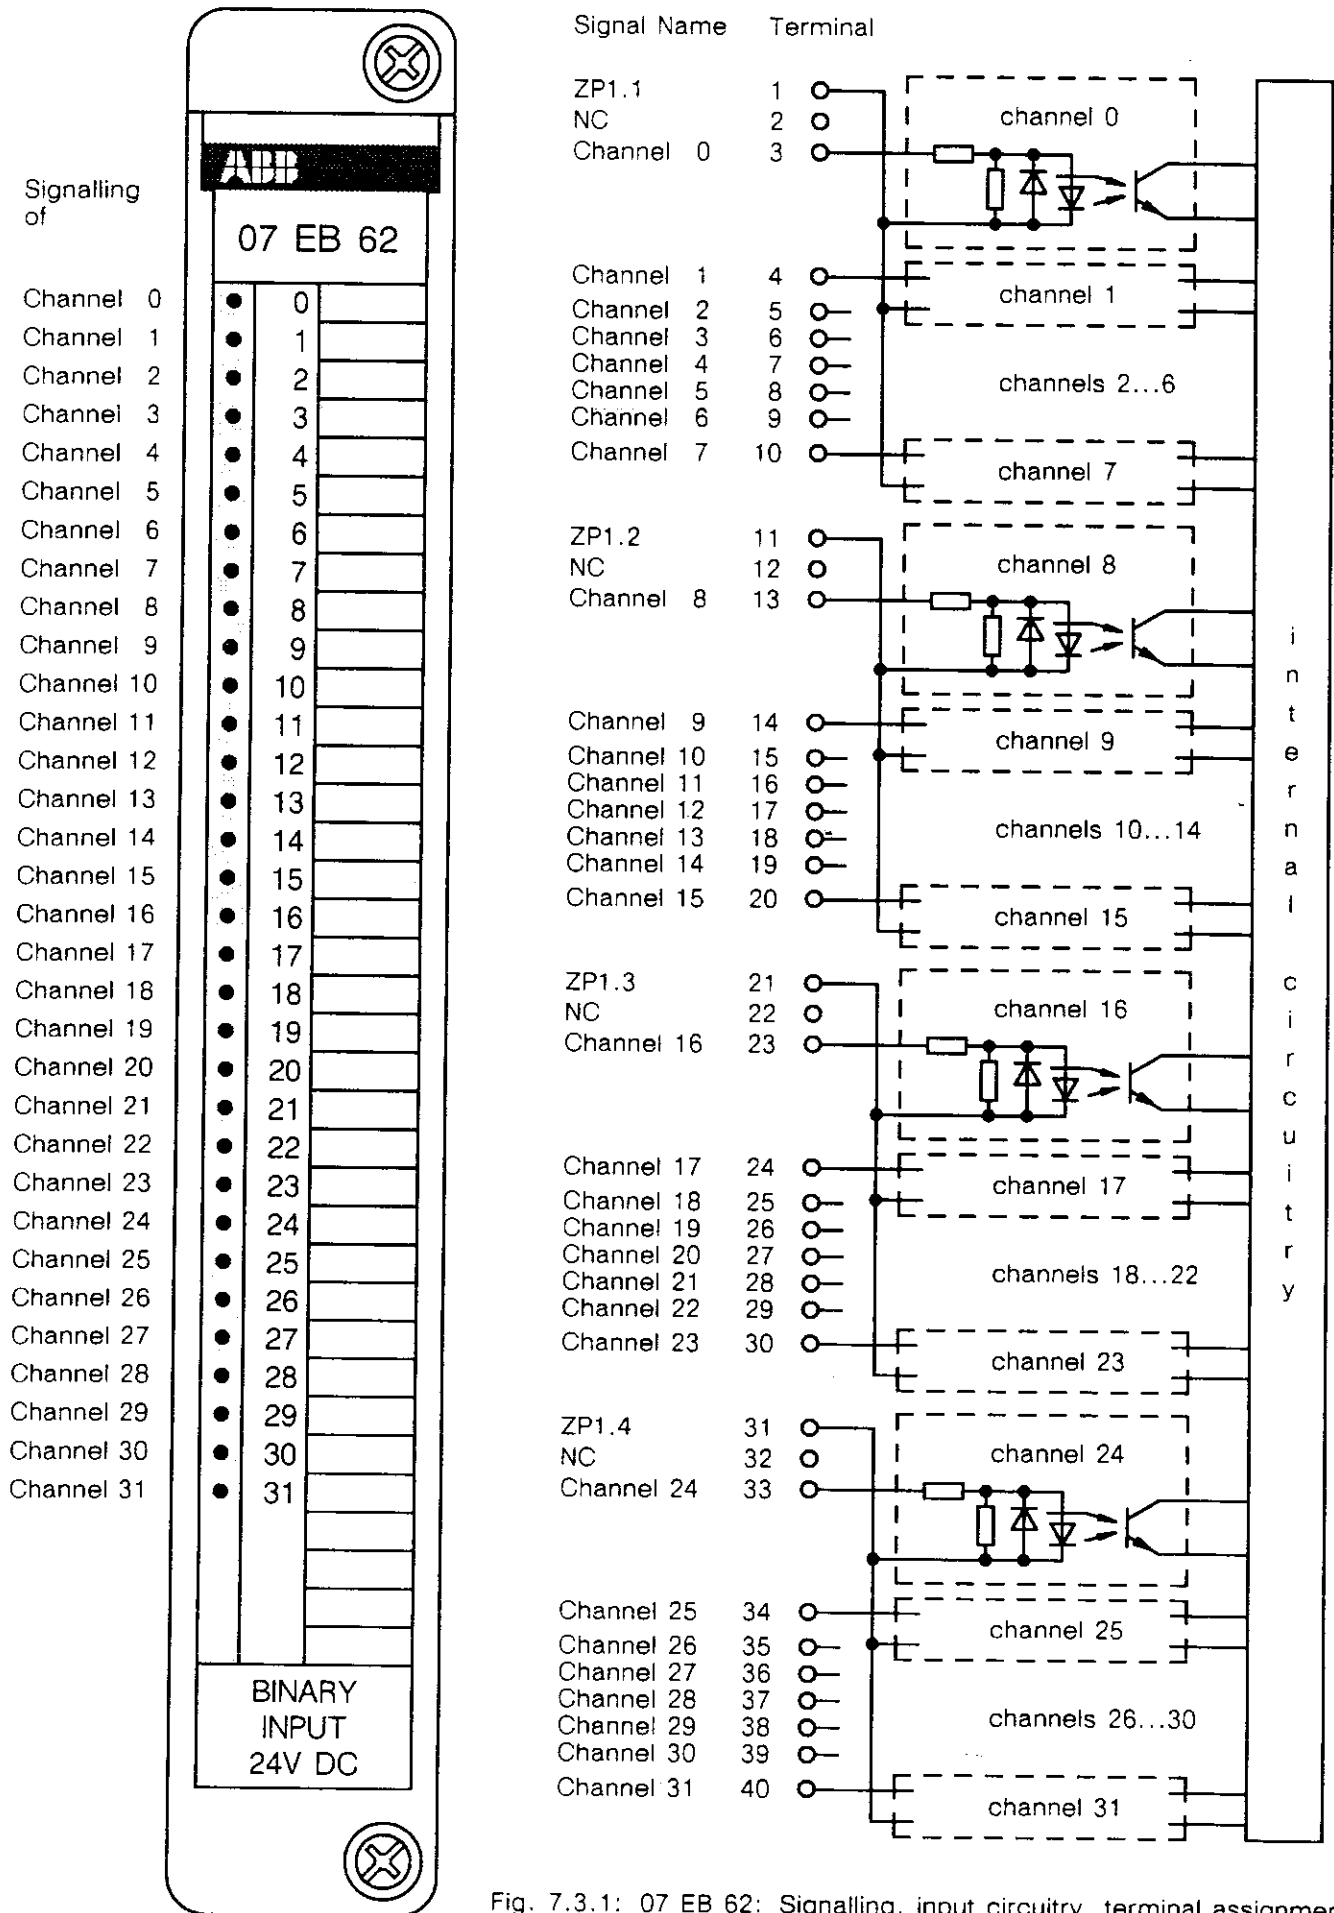 Signalling
of
ABB
07 EB 62
Channel 0 0
Channel 1 1
Channel 2 2
Channel 3 3
Channel 4 4
Channel 5 5
Channel 6 6
Channel 7 7
Channel 8 8
Channel 9 9
Channel 10 10
Channel 11 11
Channel 12 12
Channel 13 13
Channel 14 14
Channel 15 15
Channel 16 16
Channel 17 17
Channel 18 18
Channel 19 19
Channel 20 20
Channel 21 21
Channel 22 22
Channel 23 23
Channel 24 24
Channel 25 25
Channel 26 26
Channel 27 27
Channel 28 28
Channel 29 29
Channel 30 30
Channel 31 31
BINARY
INPUT
24V DC
Signal Name Terminal
ZP1.1 1
NC 2
Channel 0 3
channel 0
Channel 1 4
channel 1
Channel 2 5
Channel 3 6
Channel 4 7
Channel 5 8
Channel 6 9
channels 2...6
Channel 7 10
channel 7
ZP1.2 11
NC 12
Channel 8 13
channel 8
Channel 9 14
channel 9
Channel 10 15
Channel 11 16
Channel 12 17
Channel 13 18
Channel 14 19
channels 10...14
Channel 15 20
channel 15
ZP1.3 21
NC 22
Channel 16 23
channel 16
Channel 17 24
channel 17
Channel 18 25
Channel 19 26
Channel 20 27
Channel 21 28
Channel 22 29
channels 18...22
Channel 23 30
channel 23
ZP1.4 31
NC 32
Channel 24 33
channel 24
Channel 25 34
channel 25
Channel 26 35
Channel 27 36
Channel 28 37
Channel 29 38
Channel 30 39
channels 26...30
Channel 31 40
channel 31
internal circuitry
Fig. 7.3.1: 07 EB 62: Signalling, input circuitry terminal assignmen